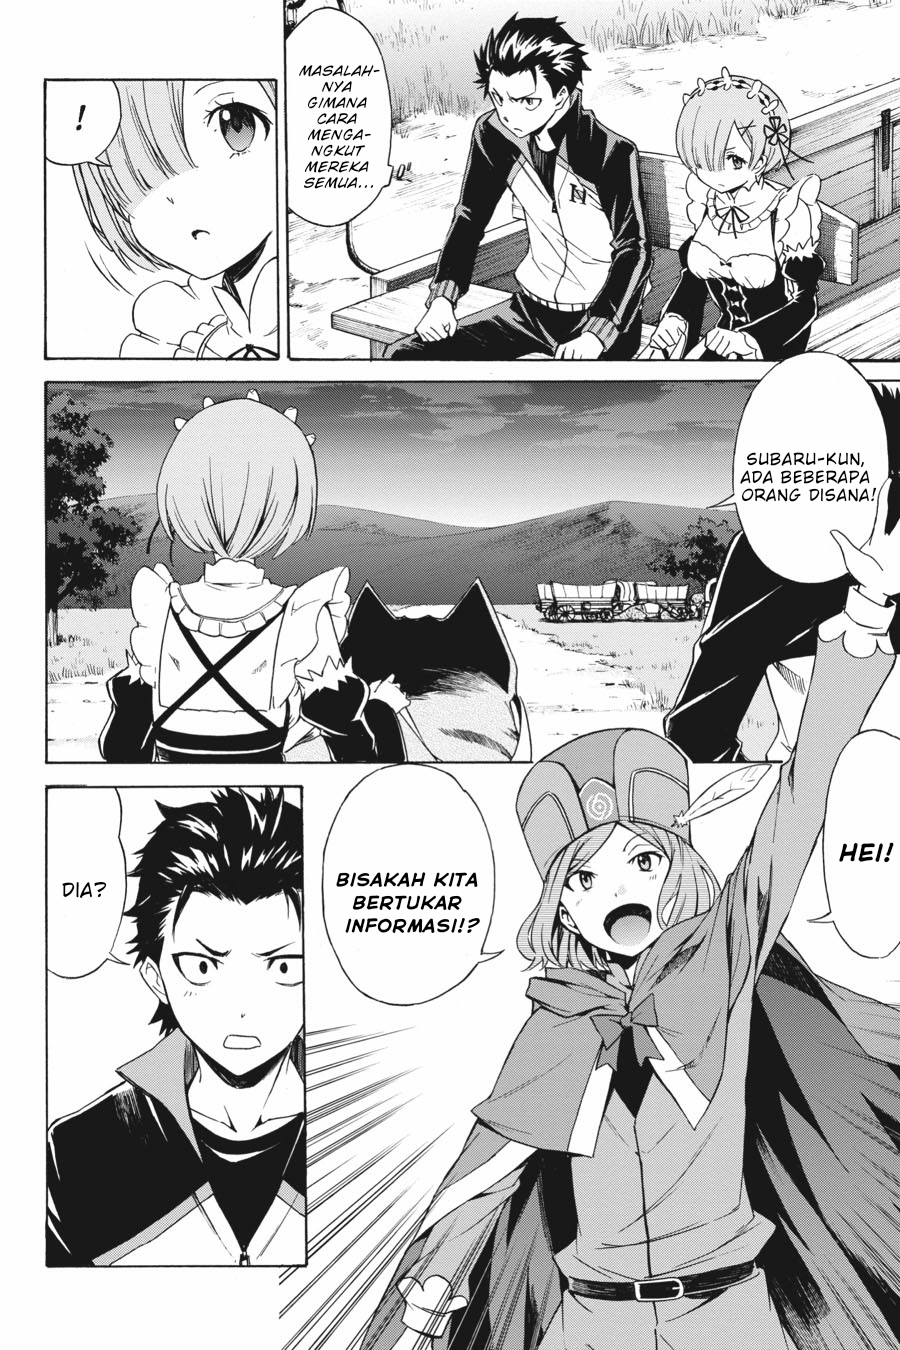 MASALAH-
NYA
GIMANA
CARA
MENGA-
NGKUT
MEREKA
SEMUA...
!
SUBARU-KUN,
ADA BEBERAPA
ORANG DISANA!
HEI!
BISAKAH KITA
BERTUKAR
INFORMASI!?
DIA?